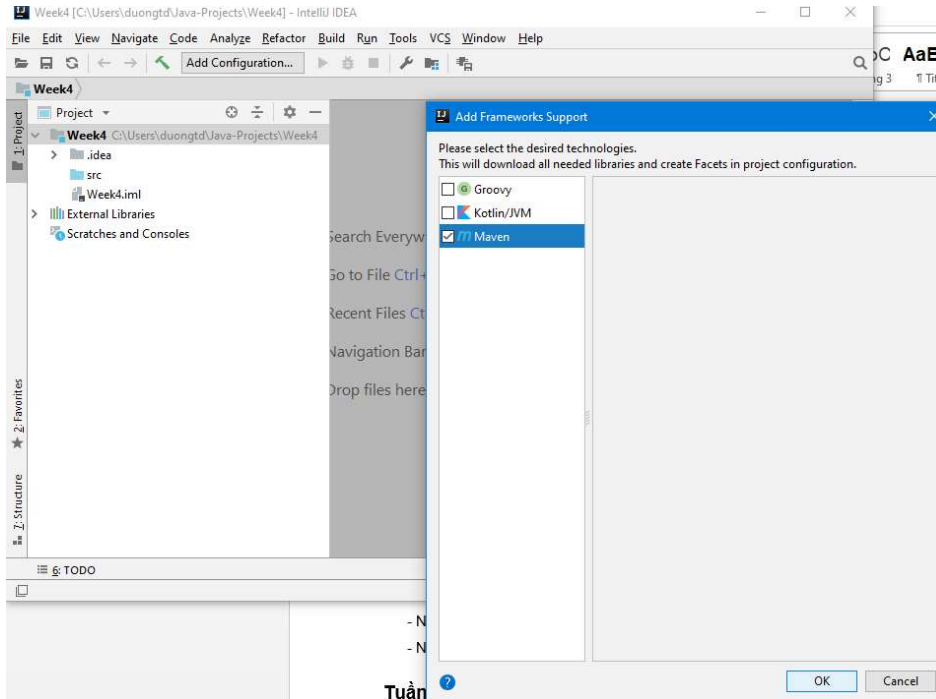 Week4 [C:\Users\duongtd\Java-Projects\Week4] - IntelliJ IDEA
File Edit View Navigate Code Analyze Refactor Build Run Tools VCS Window Help
Add Configuration...
Week4
Project
Week4 C:\Users\duongtd\Java-Projects\Week4
.idea
src
Week4.iml
External Libraries
Scratches and Consoles
1: Project
2: Favorites
7: Structure
Search Everyw
Go to File Ctrl+
Recent Files Ct
Navigation Bar
Drop files here
6: TODO
Add Frameworks Support
Please select the desired technologies.
This will download all needed libraries and create Facets in project configuration.
Groovy
Kotlin/JVM
Maven
OK Cancel
AaE
ng 3 ¶ Tit
- N
- N
Tuần